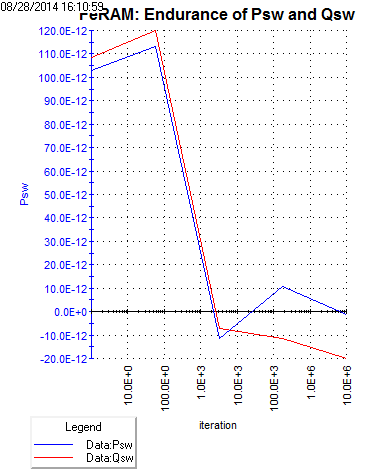 08/28/2014 16:10:59
FeRAM: Endurance of Psw and Qsw
120.0E-12
110.0E-12
100.0E-12
90.0E-12
80.0E-12
70.0E-12
60.0E-12
50.0E-12
40.0E-12
30.0E-12
20.0E-12
10.0E-12
0.0E+0
-10.0E-12
-20.0E-12
Psw
10.0E+0
100.0E+0
1.0E+3
10.0E+3
100.0E+3
1.0E+6
10.0E+6
iteration
Legend
Data:Psw
Data:Qsw